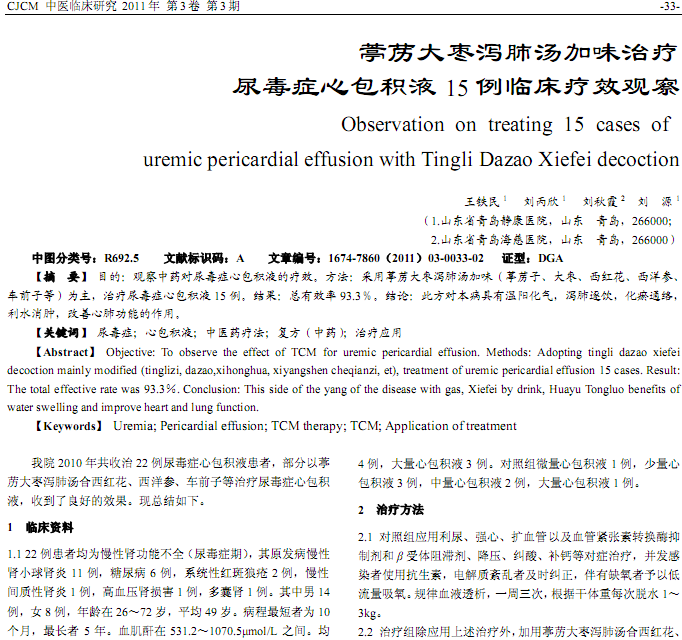 CJCM 中医临床研究 2011年 第3卷 第3期 -33-
葶苈大枣泻肺汤加味治疗
尿毒症心包积液 15 例临床疗效观察
Observation on treating 15 cases of
uremic pericardial effusion with Tingli Dazao Xiefei decoction
王铁民1 刘丙欣1 刘秋霞2 刘 源1
（1.山东省青岛静康医院，山东 青岛，266000；
2.山东省青岛海慈医院，山东 青岛，266000）
中图分类号：R692.5 文献标识码：A 文章编号：1674-7860（2011）03-0033-02 证型：DGA
【摘 要】目的：观察中药对尿毒症心包积液的疗效。方法：采用葶苈大枣泻肺汤加味（葶苈子、大枣、西红花、西洋参、
车前子等）为主，治疗尿毒症心包积液 15 例。结果：总有效率 93.3％。结论：此方对本病具有温阳化气，泻肺逐饮，化瘀通络，
利水消肿，改善心肺功能的作用。
【关键词】尿毒症；心包积液；中医药疗法；复方（中药）；治疗应用
【Abstract】 Objective: To observe the effect of TCM for uremic pericardial effusion. Methods: Adopting tingli dazao xiefei
decoction mainly modified (tinglizi, dazao,xihonghua, xiyangshen cheqianzi, et), treatment of uremic pericardial effusion 15 cases. Result:
The total effective rate was 93.3％. Conclusion: This side of the yang of the disease with gas, Xiefei by drink, Huayu Tongluo benefits of
water swelling and improve heart and lung function.
【Keywords】 Uremia; Pericardial effusion; TCM therapy; TCM; Application of treatment
我院 2010 年共收治 22 例尿毒症心包积液患者，部分以葶
苈大枣泻肺汤合西红花、西洋参、车前子等治疗尿毒症心包积
液，收到了良好的效果。现总结如下。
1 临床资料
1.1 22 例患者均为慢性肾功能不全（尿毒症期），其原发病慢性
肾小球肾炎 11 例，糖尿病 6 例，系统性红斑狼疮 2 例，慢性
间质性肾炎 1 例，高血压肾损害 1 例，多囊肾 1 例。其中男 14
例，女 8 例，年龄在 26～72 岁，平均 49 岁。病程最短者为 10
个月，最长者 5 年。血肌酐在 531.2～1070.5μmol/L 之间。均
4 例，大量心包积液 3 例。对照组微量心包积液 1 例，少量心
包积液 3 例，中量心包积液 2 例，大量心包积液 1 例。
2 治疗方法
2.1 对照组应用利尿、强心、扩血管以及血管紧张素转换酶抑
制剂和β受体阻滞剂、降压、纠酸、补钙等对症治疗，并发感
染者使用抗生素，电解质紊乱者及时纠正，伴有缺氧者予以低
流量吸氧。规律血液透析，一周三次，根据干体重每次脱水 1～
3kg。
2.2 治疗组除应用上述治疗外，加用葶苈大枣泻肺汤合西红花、